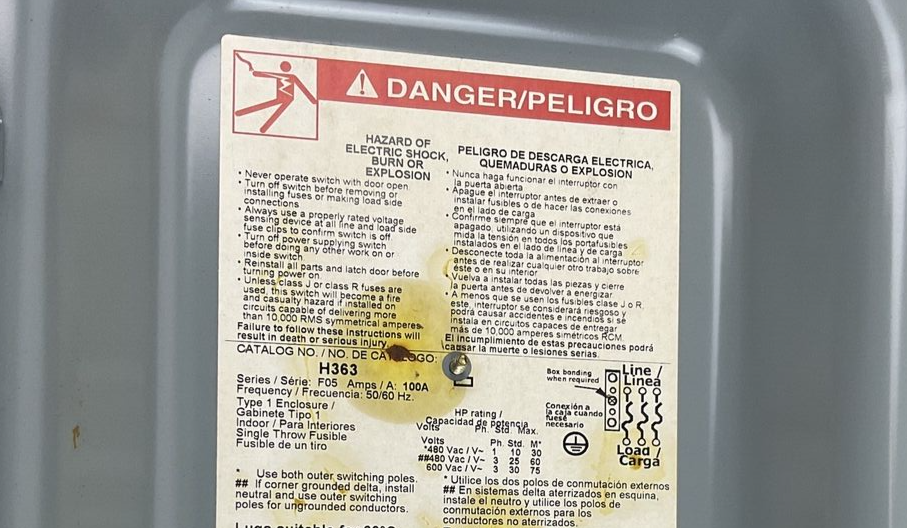 DANGER/PELIGRO
HAZARD OF
ELECTRIC SHOCK,
BURN OR
EXPLOSION
• Never operate switch with door open
• Turn off switch before removing or
installing fuses or making load side
connections
• Always use a properly rated voltage
sensing device at all line and load side
fuse clips to confirm switch is off
• Turn off power supplying switch
before doing any other work on or
inside switch.
• Reinstall all parts and latch door before
turning power on.
• Unless class J or class R fuses are
used, this switch will become a fire
and casualty hazard if installed on
circuits capable of delivering more
than 10,000 RMS symmetrical amperes
Failure to follow these instructions will
result in death or serious injury.
PELIGRO DE DESCARGA ELECTRICA,
QUEMADURAS O EXPLOSION
• Nunca haga funcionar el interruptor con
la puerta abierta
• Apague el interruptor antes de extraer o
instalar fusibles o de hacer las conexiones
en el lado de carga
• Confirme siempre que el interruptor está
apagado, utilizando un dispositivo que
mida la tensión en todos los portafusibles
instalados en el lado de línea y de carga
• Desconecte toda la alimentación al interruptor
antes de realizar cualquier otro trabajo sobre
éste o en su interior
• Vuelva a instalar todas las piezas y cierre
la puerta antes de devolver a energizar.
• A menos que se usen los fusibles clase J o R,
este, interruptor se considerará riesgoso y
podrá causar accidentes e incendios si se
instala en circuitos capaces de entregar
más de 10,000 amperes simétricos RCM.
El incumplimiento de estas precauciones podrá
causar la muerte o lesiones serias.
CATALOG NO. / NO. DE CATÁLOGO:
H363
Series / Série: F05 Amps / A: 100A
Frequency / Frecuencia: 50/60 Hz.
Type 1 Enclosure /
Gabinete Tipo 1
Indoor / Para Interiores
Single Throw Fusible
Fusible de un tiro
HP rating /
Capacidad de potencia
Volts Ph. Std. Max.
Volts Ph. Std. M*
*480 Vac / V~ 1 10 30
##480 Vac / V~ 3 25 60
600 Vac / V~ 3 30 75
Box bonding
when required
Conexión a
la caja cuando
fuese
necesario
Line /
Línea
Load /
Carga
* Use both outer switching poles.
## If corner grounded delta, install
neutral and use outer switching
poles for ungrounded conductors.
* Utilice los dos polos de conmutación externos
## En sistemas delta aterrizados en esquina,
instale el neutro y utilice los polos de
conmutación externos para los
conductores no aterrizados.